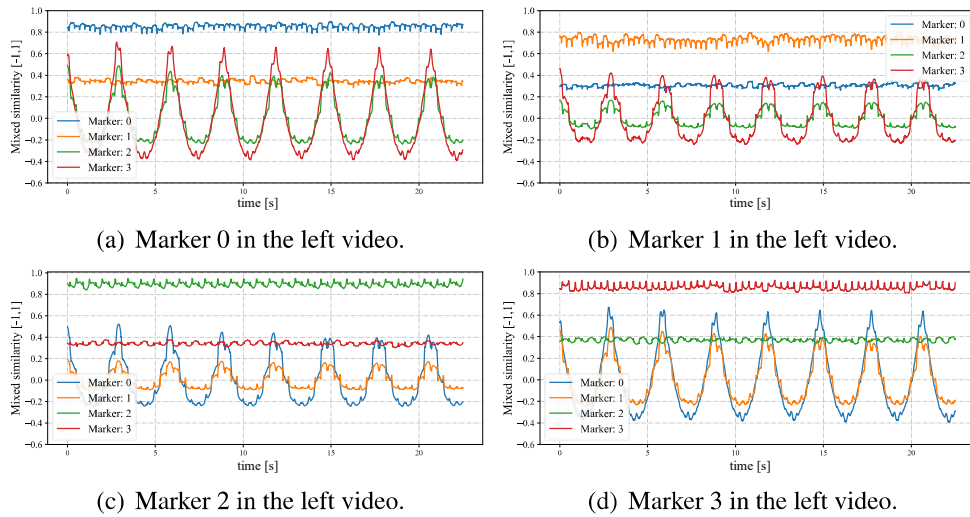 Mixed similarity [-1,1]
1.0
0.8
0.6
0.4
0.2
0.0
−0.2
−0.4
−0.6
Marker: 0
Marker: 1
Marker: 2
Marker: 3
0 5 10 15 20
time [s]
(a) Marker 0 in the left video.
Mixed similarity [-1,1]
1.0
0.8
0.6
0.4
0.2
0.0
−0.2
−0.4
−0.6
Marker: 0
Marker: 1
Marker: 2
Marker: 3
0 5 10 15 20
time [s]
(b) Marker 1 in the left video.
Mixed similarity [-1,1]
1.0
0.8
0.6
0.4
0.2
0.0
−0.2
−0.4
−0.6
Marker: 0
Marker: 1
Marker: 2
Marker: 3
0 5 10 15 20
time [s]
(c) Marker 2 in the left video.
Mixed similarity [-1,1]
1.0
0.8
0.6
0.4
0.2
0.0
−0.2
−0.4
−0.6
Marker: 0
Marker: 1
Marker: 2
Marker: 3
0 5 10 15 20
time [s]
(d) Marker 3 in the left video.